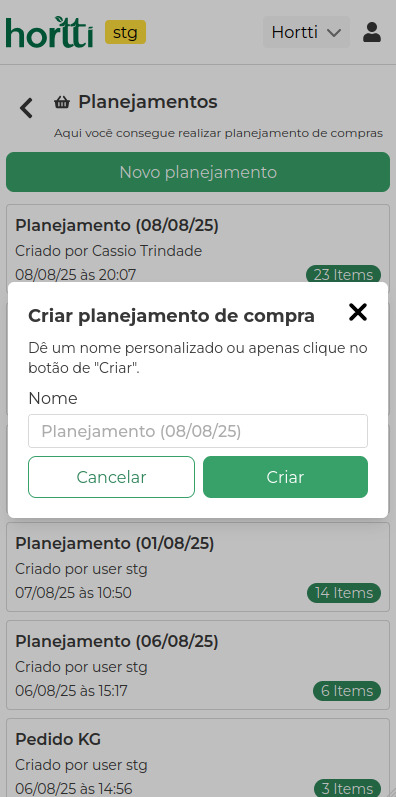 hortti stg Hortti
Planejamentos
Aqui você consegue realizar planejamento de compras
Novo planejamento
Planejamento (08/08/25)
Criado por Cassio Trindade
08/08/25 às 20:07 23 Items
Criar planejamento de compra
Dê um nome personalizado ou apenas clique no
botão de "Criar".
Nome
Planejamento (08/08/25)
Cancelar Criar
Planejamento (01/08/25)
Criado por user stg
07/08/25 às 10:50 14 Items
Planejamento (06/08/25)
Criado por user stg
06/08/25 às 15:17 6 Items
Pedido KG
Criado por user stg
06/08/25 às 14:56 3 Items